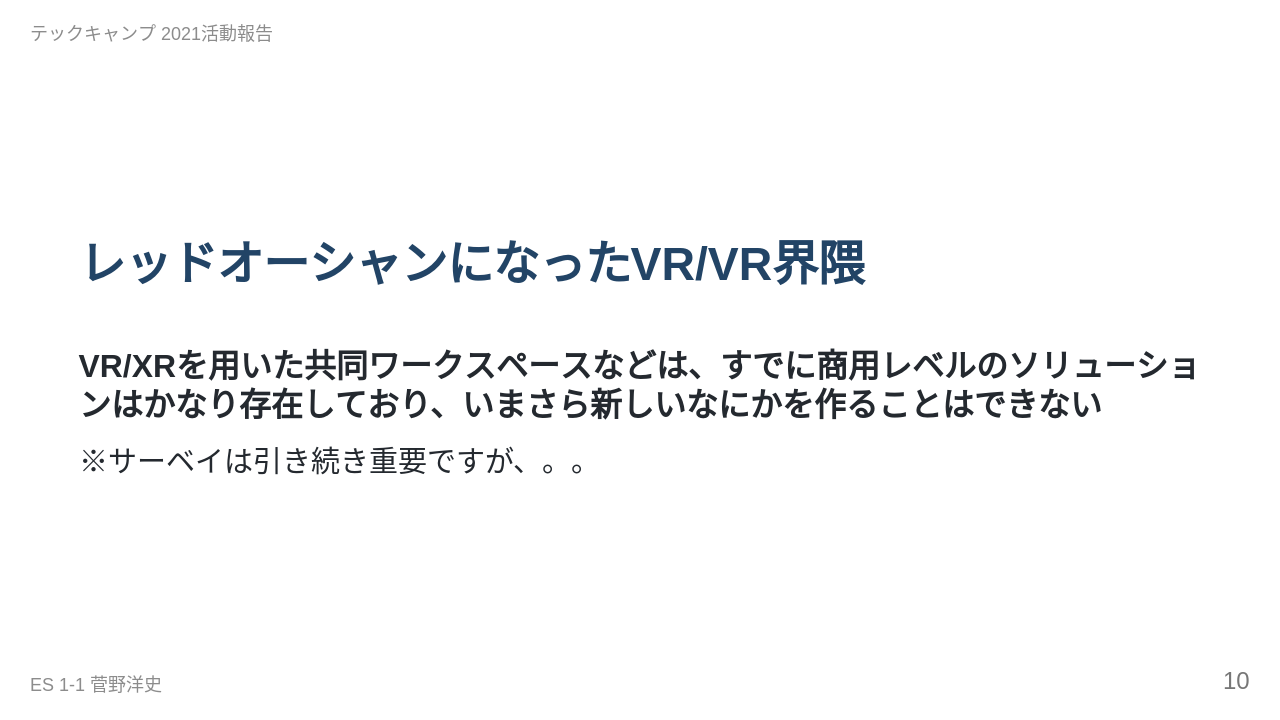 テックキャンプ 2021活動報告
レッドオーシャンになったVR/VR界隈
VR/XRを用いた共同ワークスペースなどは、すでに商用レベルのソリューショ
ンはかなり存在しており、いまさら新しいなにかを作ることはできない
※サーベイは引き続き重要ですが、。。
ES 1-1 菅野洋史
10